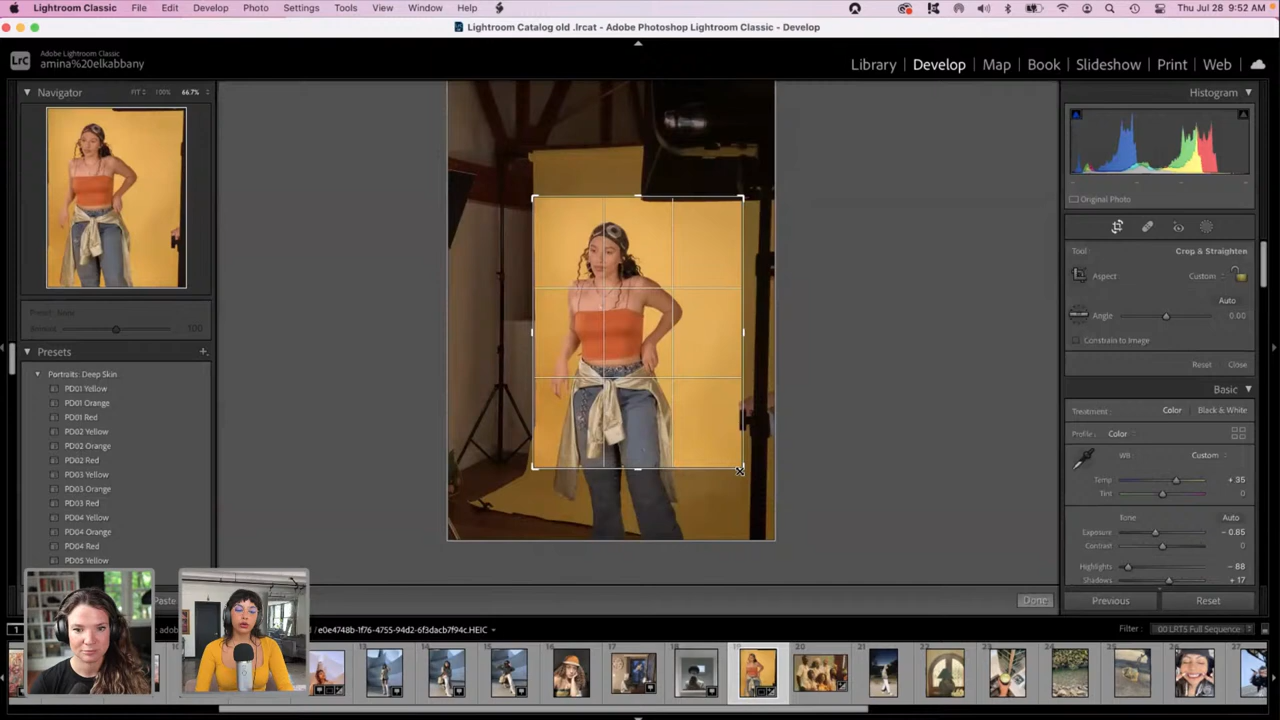 Lightroom Classic File Edit Develop Photo Settings Tools View Window Help Thu Jul 28 9:52 AM
Lightroom Catalog old .lrcat - Adobe Photoshop Lightroom Classic - Develop
LrC Adobe Lightroom Classic
amina%20elkabbany
Library Develop Map Book Slideshow Print Web
Navigator FIT 100% 66.7%
Histogram
Original Photo
Tool: Crop & Straighten
Aspect Custom
Auto
Angle 0.00
Constrain to Image
Reset Close
Preset: None
Amount 100
Presets
Portraits: Deep Skin
PD01 Yellow
PD01 Orange
PD01 Red
PD02 Yellow
PD02 Orange
PD02 Red
PD03 Yellow
PD03 Orange
PD03 Red
PD04 Yellow
PD04 Orange
PD04 Red
PD05 Yellow
Basic
Treatment: Color Black & White
Profile: Color
WB: Custom
Temp + 35
Tint 0
Tone Auto
Exposure - 0.85
Contrast 0
Highlights - 88
Shadows + 17
Paste
Done
Previous Reset
/ e0e4748b-1f76-4755-94d2-6f3dacb7f94c.HEIC
Filter: 00 LRTS Full Sequence